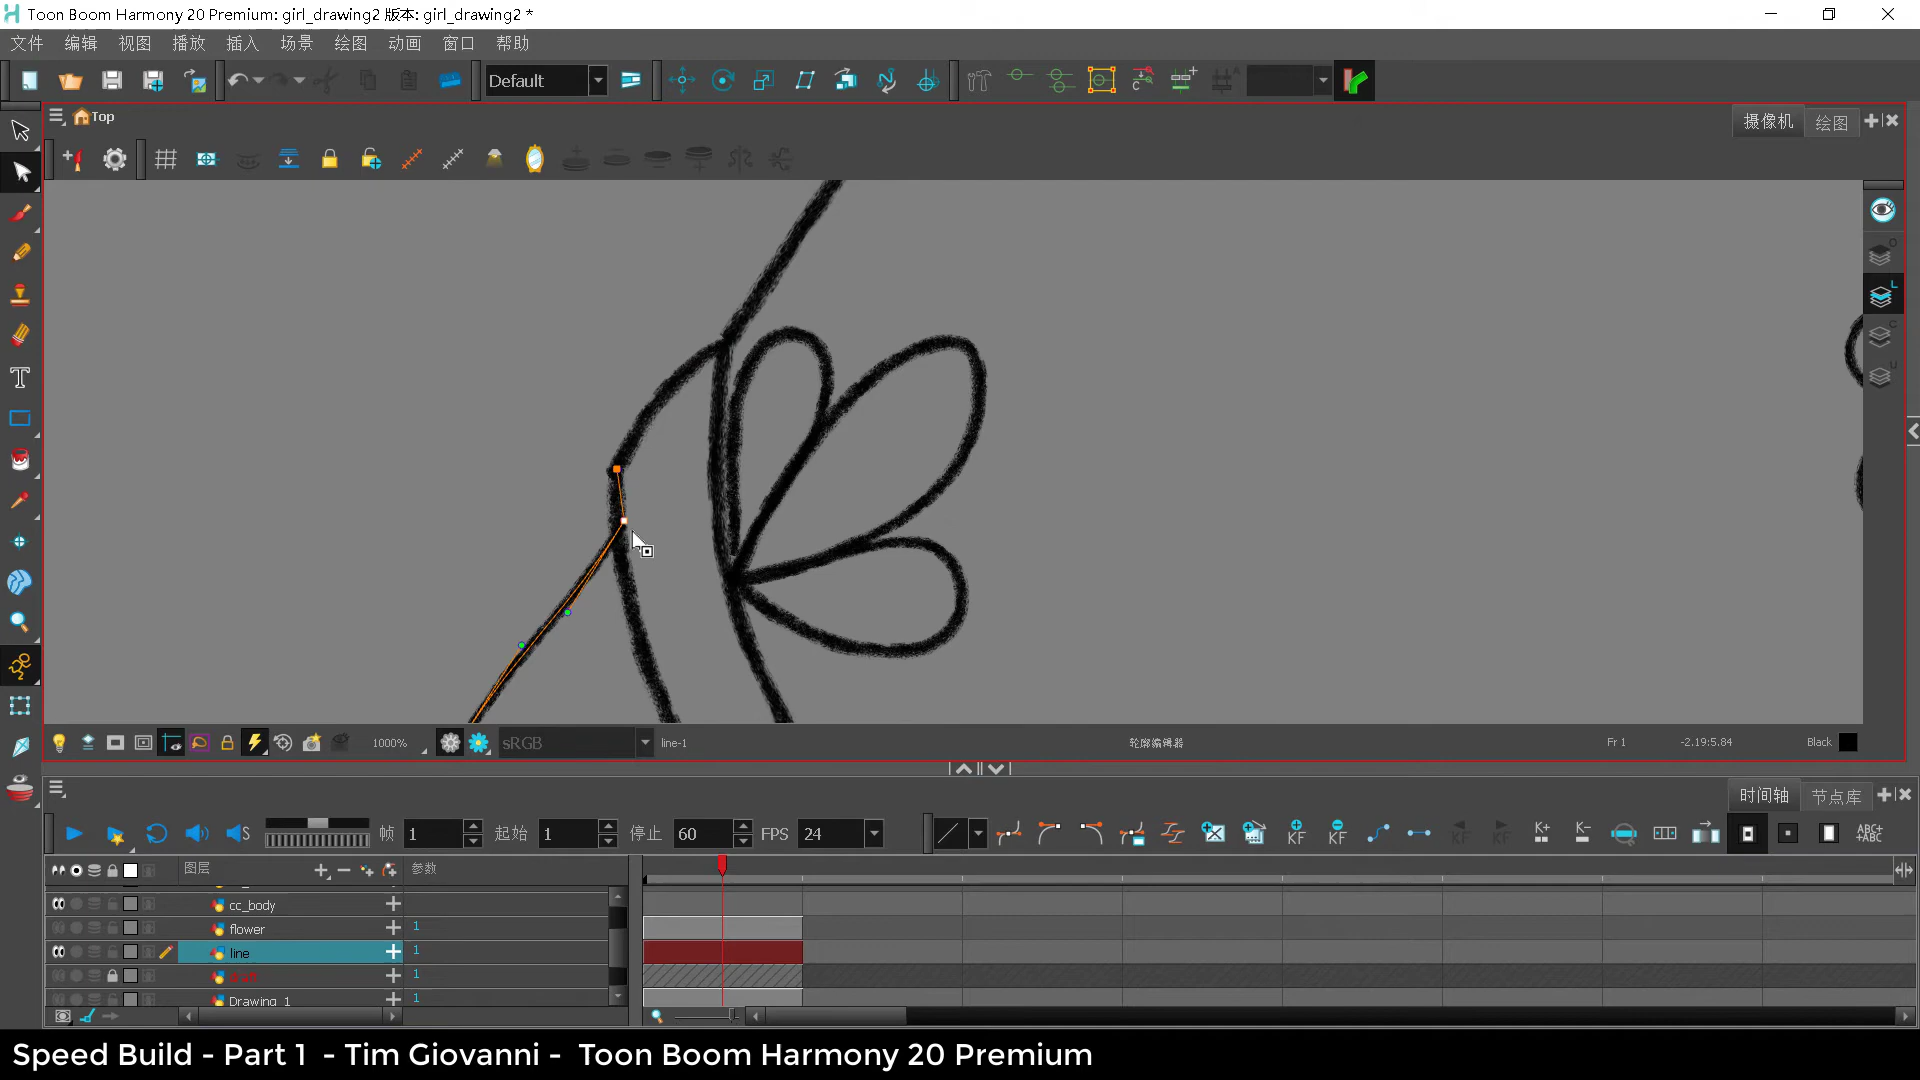 Toon Boom Harmony 20 Premium: girl_drawing2 版本: girl_drawing2 *
文件 编辑 视图 播放 插入 场景 绘图 动画 窗口 帮助
Default
Top
摄像机 绘图
1000%
sRGB
line-1
轮廓编辑器
Fr 1
-2.19:5.84
Black
时间轴 节点库
帧 1 起始 1 停止 60 FPS 24
图层 参数
cc_body
flower 1
line 1
1
Drawing_1 1
Speed Build - Part 1 - Tim Giovanni - Toon Boom Harmony 20 Premium